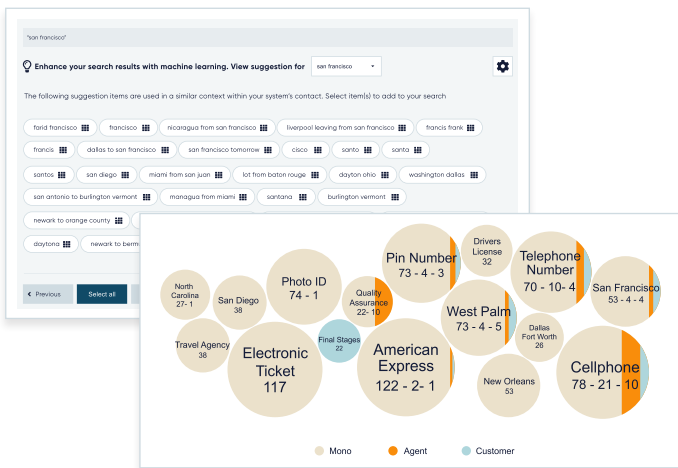 "san francisco"
Enhance your search results with machine learning. View suggestion for san francisco
The following suggestion items are used in a similar context within your system's contact. Select item(s) to add to your search
farid francisco francisco nicaragua from san francisco liverpool leaving from san francisco francis frank
francis dallas to san francisco san francisco tomorrow cisco santo santa
santos san diego miami from san juan lot from baton rouge dayton ohio washington dallas
san antonio to burlington vermont managua from miami santana burlington vermont
newark to orange county
daytona newark to berm
Previous Select all
North
Carolina
27- 1
San Diego
38
Photo ID
74 - 1
Quality
Assurance
22- 10
Pin Number
73 - 4 - 3
Drivers
License
32
Telephone
Number
70 - 10- 4
San Francisco
53 - 4 - 4
Travel Agency
38
Electronic
Ticket
117
Final Stages
22
American
Express
122 - 2- 1
West Palm
73 - 4 - 5
Dallas
Fort Worth
26
New Orleans
53
Cellphone
78 - 21 - 10
Mono Agent Customer